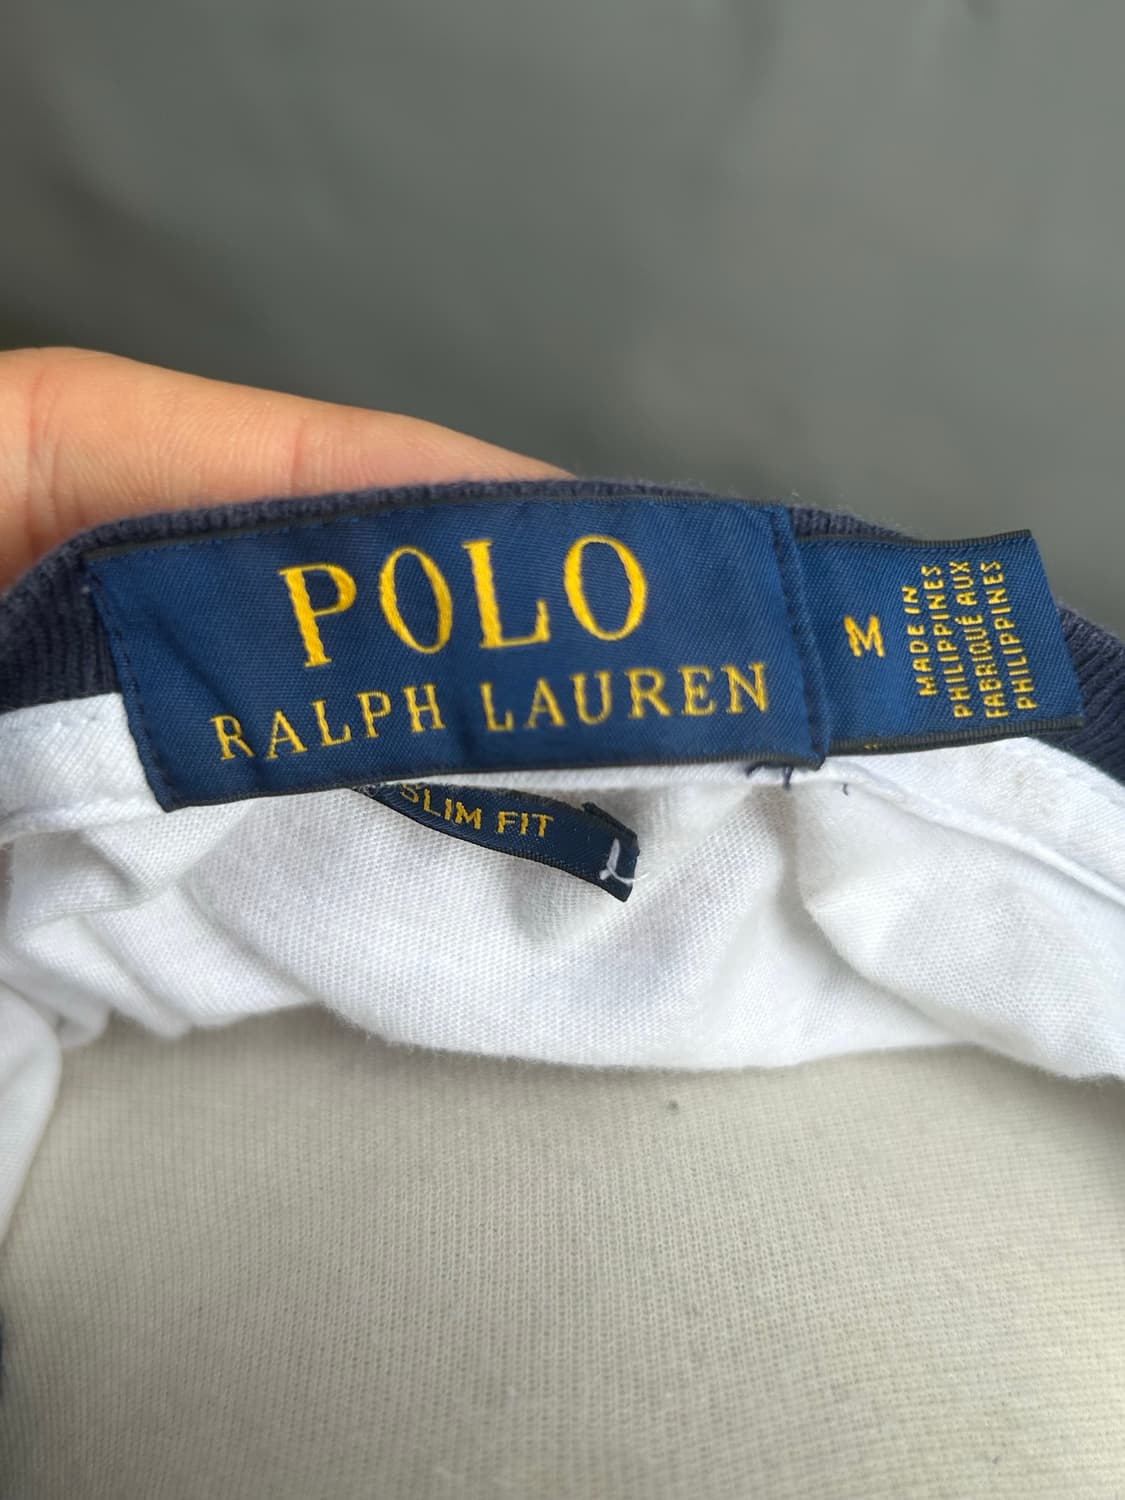 POLO
RALPH LAUREN
M
MADE IN
PHILIPPINES
FABRIQUÉ AUX
PHILIPPINES
SLIM FIT